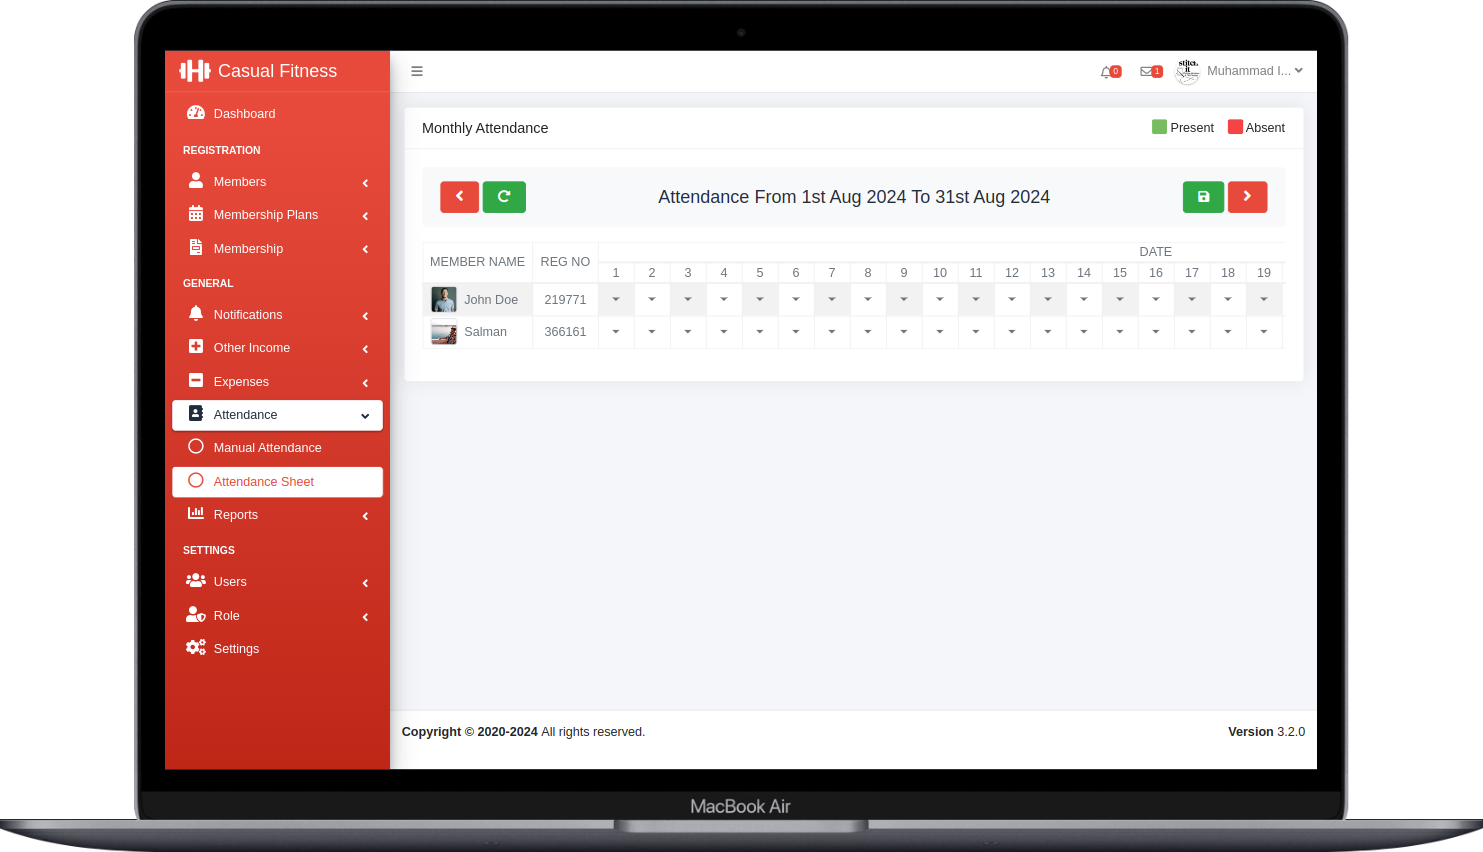 Casual Fitness
0
1
stitch it
Muhammad I...
Dashboard
REGISTRATION
Members
Membership Plans
Membership
GENERAL
Notifications
Other Income
Expenses
Attendance
Manual Attendance
Attendance Sheet
Reports
SETTINGS
Users
Role
Settings
Monthly Attendance
Present Absent
Attendance From 1st Aug 2024 To 31st Aug 2024
MEMBER NAME REG NO DATE
1 2 3 4 5 6 7 8 9 10 11 12 13 14 15 16 17 18 19
John Doe 219771
Salman 366161
Copyright © 2020-2024 All rights reserved.
Version 3.2.0
MacBook Air